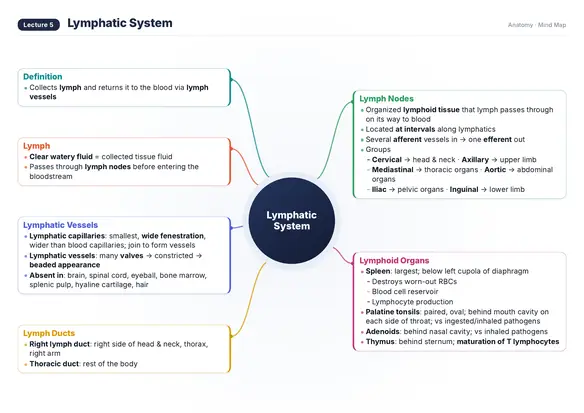 Lecture 5 Lymphatic System
Anatomy · Mind Map
Definition
• Collects lymph and returns it to the blood via lymph
vessels
Lymph
• Clear watery fluid = collected tissue fluid
• Passes through lymph nodes before entering the
bloodstream
Lymphatic Vessels
• Lymphatic capillaries: smallest, wide fenestration,
wider than blood capillaries; join to form vessels
• Lymphatic vessels: many valves → constricted →
beaded appearance
• Absent in: brain, spinal cord, eyeball, bone marrow,
splenic pulp, hyaline cartilage, hair
Lymph Ducts
• Right lymph duct: right side of head & neck, thorax,
right arm
• Thoracic duct: rest of the body
Lymphatic
System
Lymph Nodes
• Organized lymphoid tissue that lymph passes through
on its way to blood
• Located at intervals along lymphatics
• Several afferent vessels in → one efferent out
• Groups
- Cervical → head & neck · Axillary → upper limb
- Mediastinal → thoracic organs · Aortic → abdominal
organs
- Iliac → pelvic organs · Inguinal → lower limb
Lymphoid Organs
• Spleen: largest; below left cupola of diaphragm
- Destroys worn-out RBCs
- Blood cell reservoir
- Lymphocyte production
• Palatine tonsils: paired, oval; behind mouth cavity on
each side of throat; vs ingested/inhaled pathogens
• Adenoids: behind nasal cavity; vs inhaled pathogens
• Thymus: behind sternum; maturation of T lymphocytes